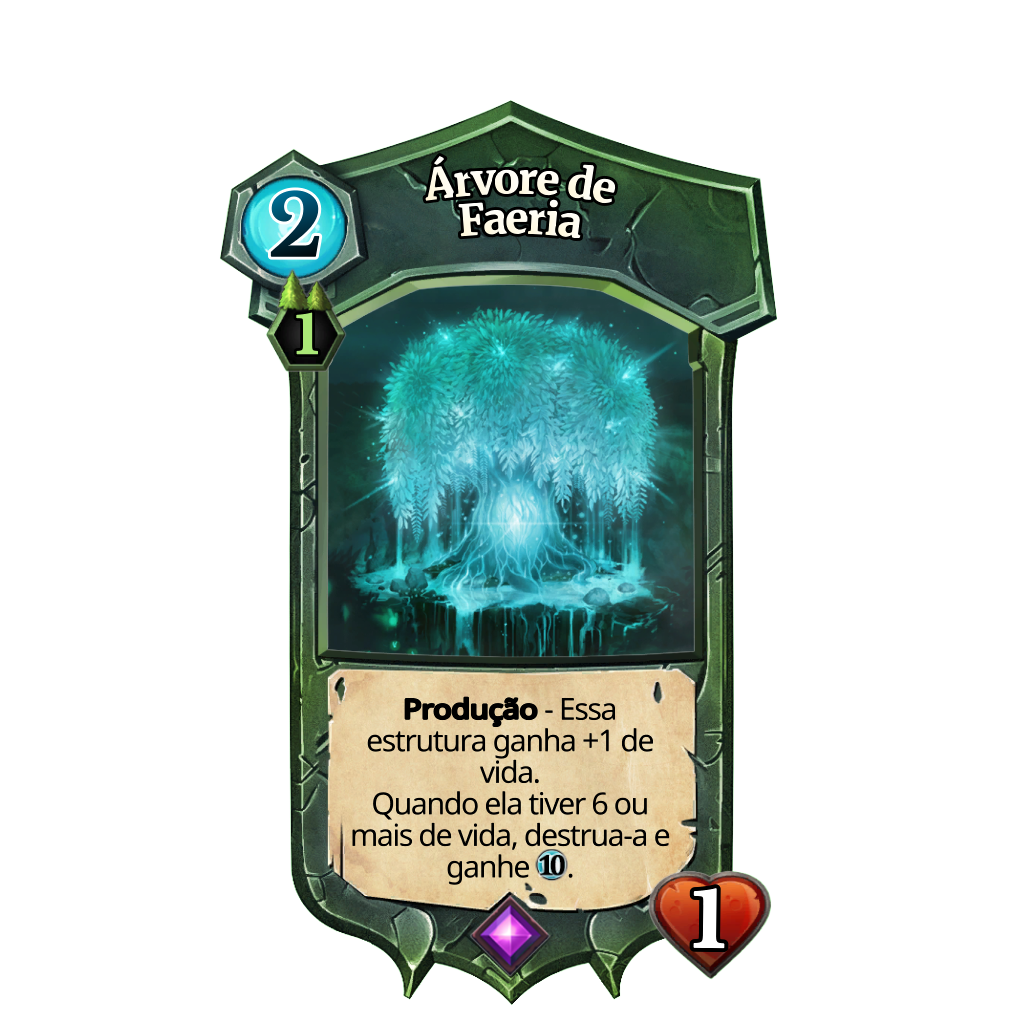 Árvore de
Faeria
2
1
Produção - Essa
estrutura ganha +1 de
vida.
Quando ela tiver 6 ou
mais de vida, destrua-a e
ganhe 10.
1